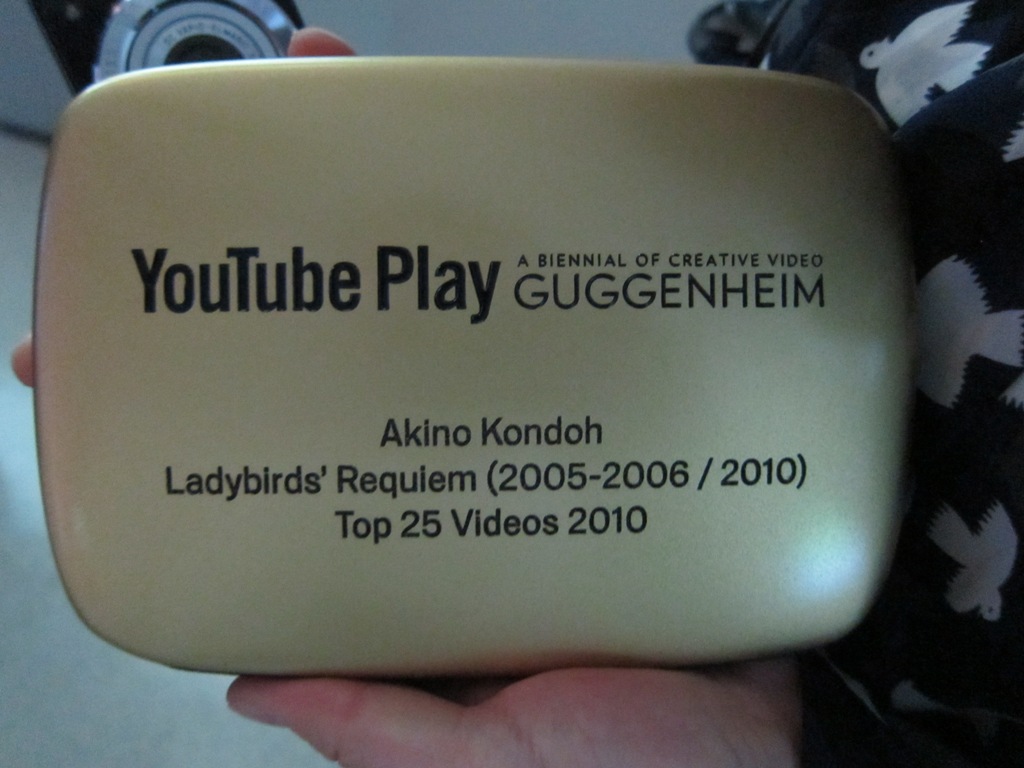 YouTube Play A BIENNIAL OF CREATIVE VIDEO
GUGGENHEIM
Akino Kondoh
Ladybirds' Requiem (2005-2006 / 2010)
Top 25 Videos 2010